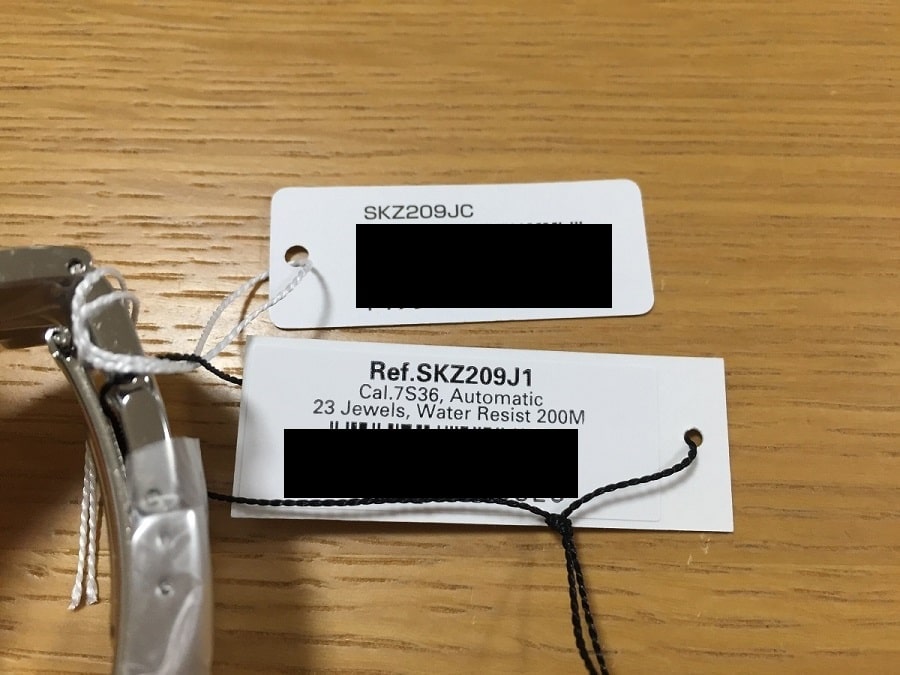 SKZ209JC
Ref.SKZ209J1
Cal.7S36, Automatic
23 Jewels, Water Resist 200M